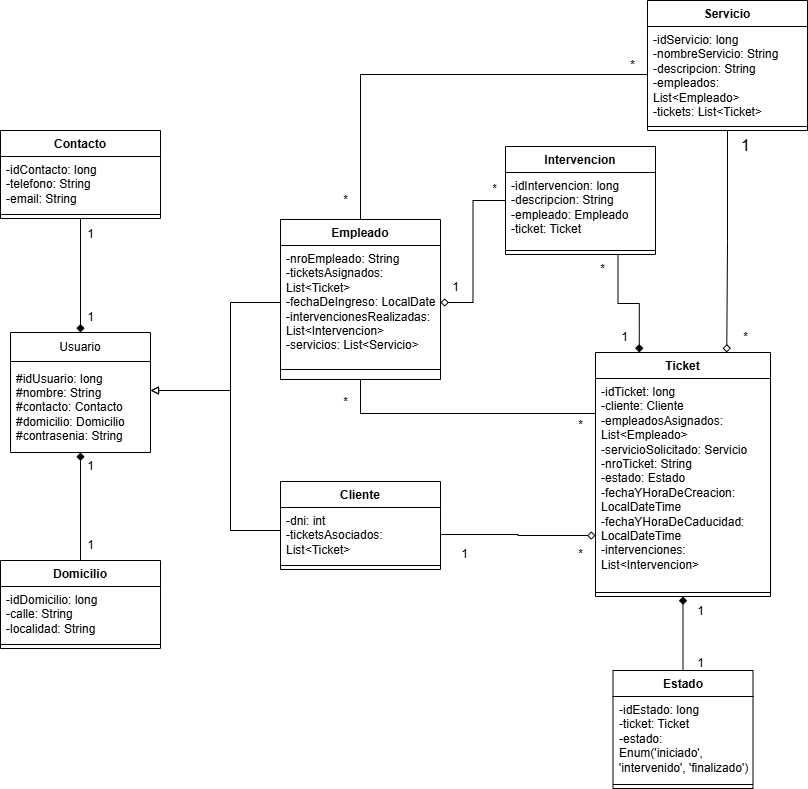 Servicio
-idServicio: long
-nombreServicio: String
-descripcion: String
-empleados:
List<Empleado>
-tickets: List<Ticket>
*
1
Contacto
-idContacto: long
-telefono: String
-email: String
1
1
Intervencion
-idIntervencion: long
-descripcion: String
-empleado: Empleado
-ticket: Ticket
*
*
*
Empleado
-nroEmpleado: String
-ticketsAsignados:
List<Ticket>
-fechaDeIngreso: LocalDate
-intervencionesRealizadas:
List<Intervencion>
-servicios: List<Servicio>
1
*
1
*
Usuario
#idUsuario: long
#nombre: String
#contacto: Contacto
#domicilio: Domicilio
#contrasenia: String
1
1
Ticket
-idTicket: long
-cliente: Cliente
-empleadosAsignados:
List<Empleado>
-servicioSolicitado: Servicio
-nroTicket: String
-estado: Estado
-fechaYHoraDeCreacion:
LocalDateTime
-fechaYHoraDeCaducidad:
LocalDateTime
-intervenciones:
List<Intervencion>
*
*
1
Cliente
-dni: int
-ticketsAsociados:
List<Ticket>
1
Domicilio
-idDomicilio: long
-calle: String
-localidad: String
1
Estado
-idEstado: long
-ticket: Ticket
-estado:
Enum('iniciado',
'intervenido', 'finalizado')